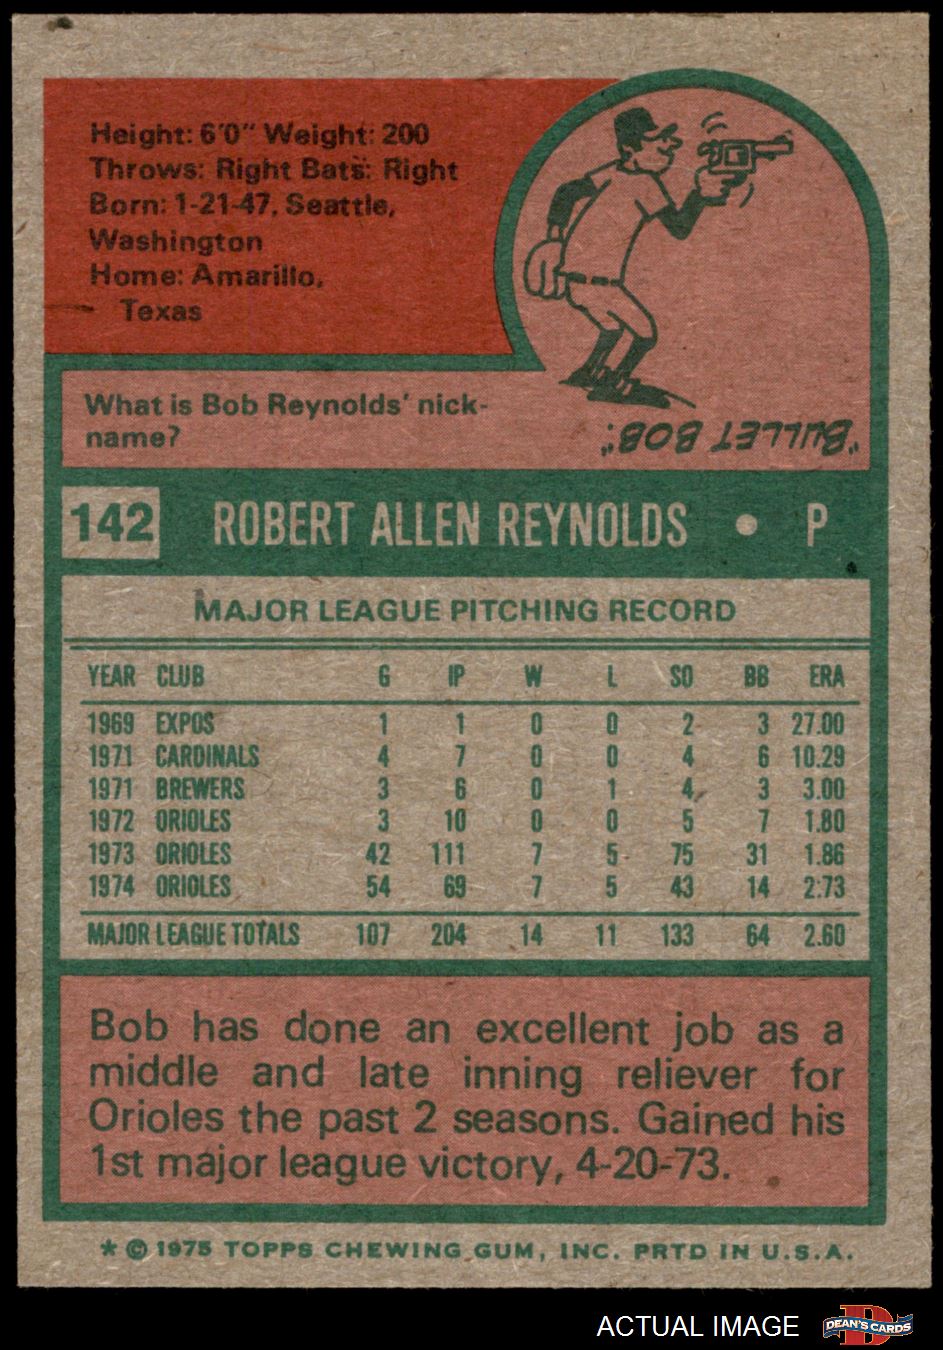 Height: 6'0" Weight: 200
Throws: Right Bats: Right
Born: 1-21-47, Seattle,
Washington
Home: Amarillo,
Texas
What is Bob Reynolds' nick-
name?
"BULLET BOB".
142 ROBERT ALLEN REYNOLDS • P
MAJOR LEAGUE PITCHING RECORD
YEAR CLUB G IP W L SO BB ERA
1969 EXPOS 1 1 0 0 2 3 27.00
1971 CARDINALS 4 7 0 0 4 6 10.29
1971 BREWERS 3 6 0 1 4 3 3.00
1972 ORIOLES 3 10 0 0 5 7 1.80
1973 ORIOLES 42 111 7 5 75 31 1.86
1974 ORIOLES 54 69 7 5 43 14 2.73
MAJOR LEAGUE TOTALS 107 204 14 11 133 64 2.60
Bob has done an excellent job as a
middle and late inning reliever for
Orioles the past 2 seasons. Gained his
1st major league victory, 4-20-73.
* © 1975 TOPPS CHEWING GUM, INC. PRTD IN U.S.A.
ACTUAL IMAGE
D DEAN'S CARDS